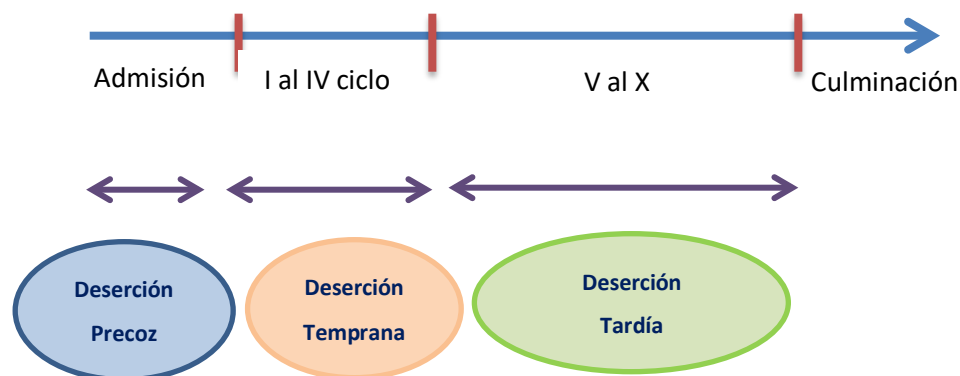 Admisión
I al IV ciclo
V al X
Culminación
Deserción
Precoz
Deserción
Temprana
Deserción
Tardía